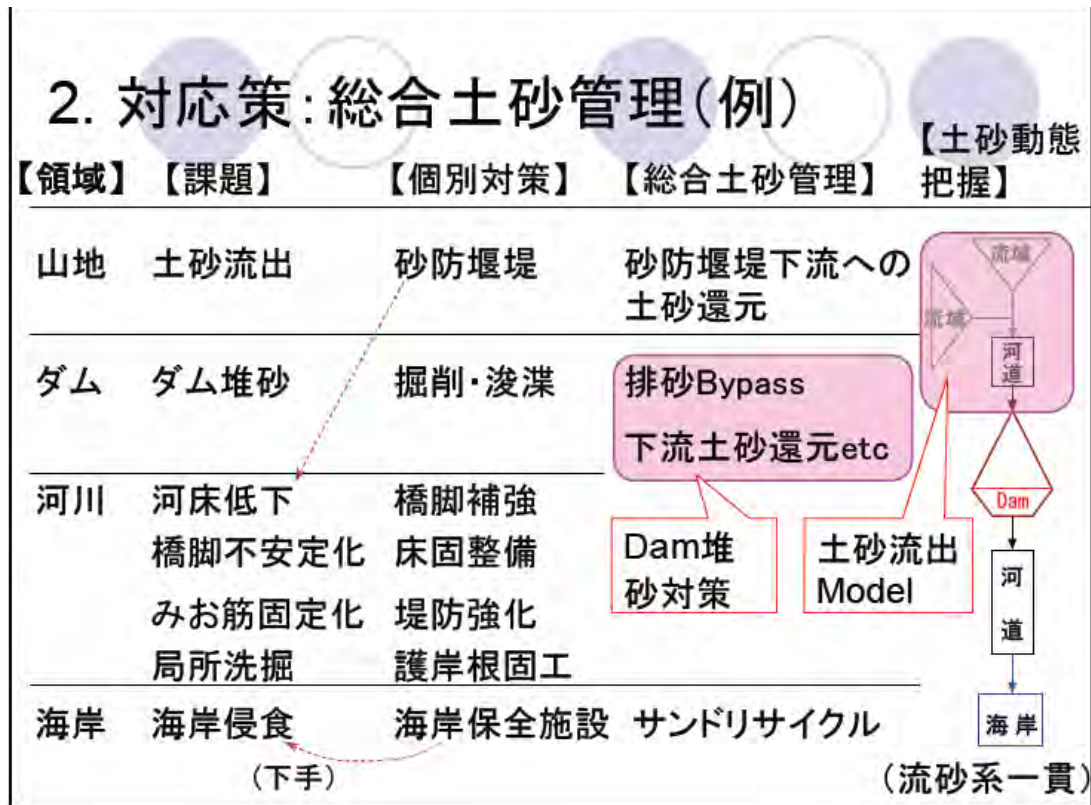 2. 対応策:総合土砂管理(例)
【領域】 【課題】 【個別対策】 【総合土砂管理】 【土砂動態
把握】
山地 土砂流出 砂防堰堤 砂防堰堤下流への
土砂還元
流域
流域
河道
ダム ダム堆砂 掘削・浚渫 排砂Bypass
下流土砂還元etc
Dam
河川 河床低下 橋脚補強
橋脚不安定化 床固整備
みお筋固定化 堤防強化
局所洗掘 護岸根固工
Dam堆
砂対策
土砂流出
Model
河道
海岸 海岸侵食 海岸保全施設 サンドリサイクル
海岸
(下手)
(流砂系一貫)